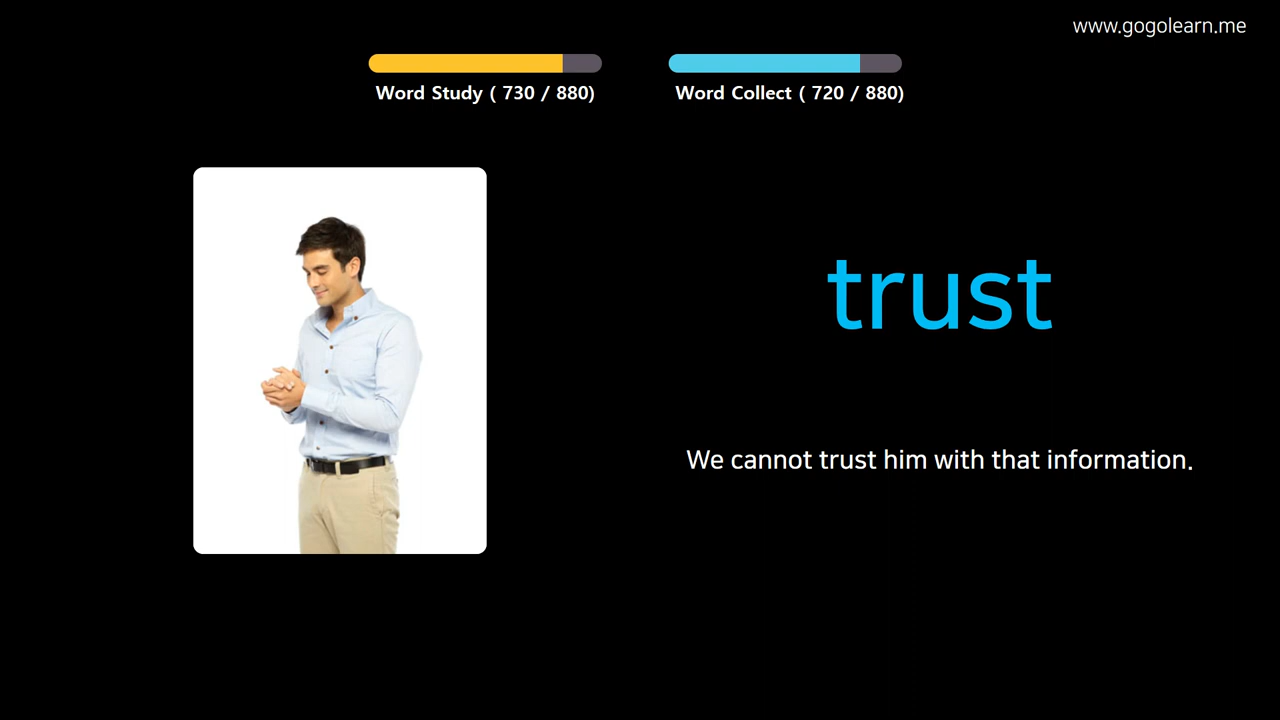 www.gogolearn.me
Word Study ( 730 / 880)
Word Collect ( 720 / 880)
trust
We cannot trust him with that information.